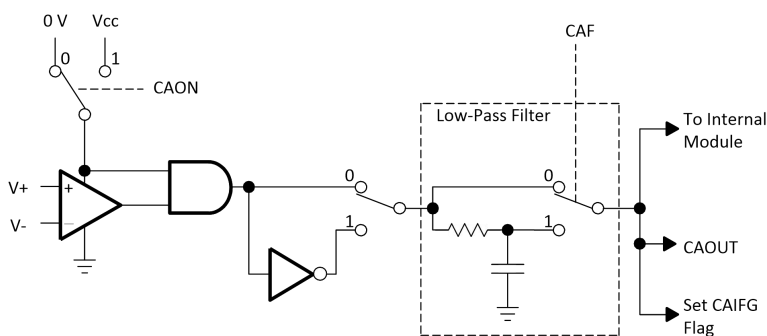 0 V Vcc
CAF
0 1
CAON
Low-Pass Filter
To Internal
Module
V+ +
0 0
V- −
1 1
CAOUT
Set CAIFG
Flag